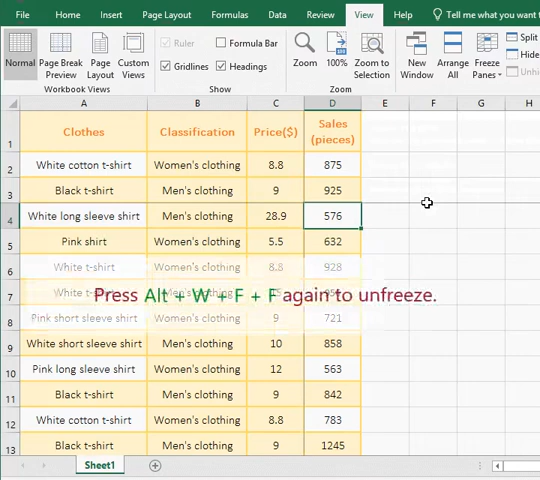 File Home Insert Page Layout Formulas Data Review View Help Tell me what you want
Normal Page Break Preview Page Layout Custom Views
Workbook Views
Ruler Formula Bar
Gridlines Headings
Show
Zoom 100% Zoom to Selection
Zoom
New Window Arrange All Freeze Panes Split
Hide
Unhi
A B C D E F G H
1 Clothes Classification Price($) Sales (pieces)
2 White cotton t-shirt Women's clothing 8.8 875
3 Black t-shirt Men's clothing 9 925
4 White long sleeve shirt Men's clothing 28.9 576
5 Pink shirt Women's clothing 5.5 632
6 White t-shirt Women's clothing 8.8 928
7 White Men's clothing
Press Alt + W + F + F again to unfreeze.
8 Pink short sleeve shirt Women's clothing 9 721
9 White short sleeve shirt Men's clothing 10 858
10 Pink long sleeve shirt Women's clothing 12 563
11 Black t-shirt Men's clothing 9 842
12 White cotton t-shirt Women's clothing 8.8 783
13 Black t-shirt Men's clothing 9 1245
Sheet1